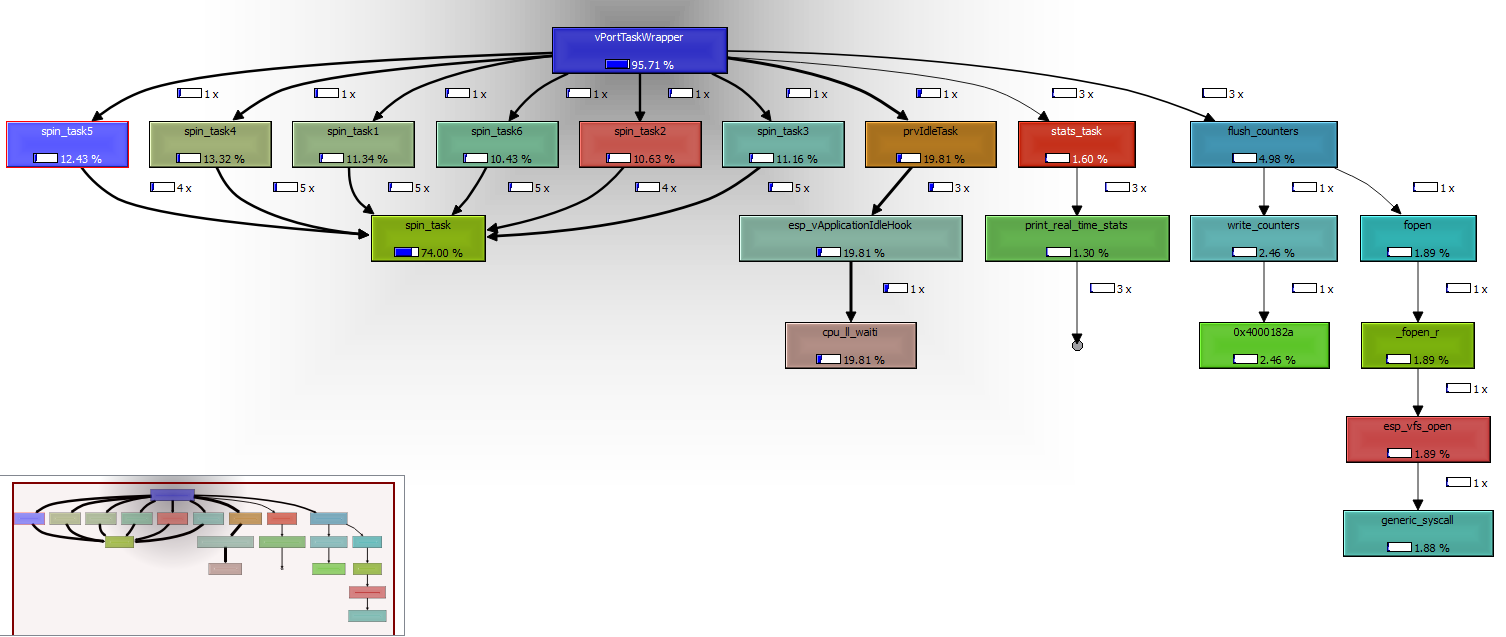 vPortTaskWrapper
95.71 %
1 x
1 x
1 x
1 x
1 x
1 x
1 x
3 x
3 x
spin_task5
12.43 %
spin_task4
13.32 %
spin_task1
11.34 %
spin_task6
10.43 %
spin_task2
10.63 %
spin_task3
11.16 %
prvIdleTask
19.81 %
stats_task
1.60 %
flush_counters
4.98 %
4 x
5 x
5 x
5 x
4 x
5 x
3 x
3 x
1 x
1 x
spin_task
74.00 %
esp_vApplicationIdleHook
19.81 %
print_real_time_stats
1.30 %
write_counters
2.46 %
fopen
1.89 %
1 x
3 x
1 x
1 x
cpu_ll_waiti
19.81 %
0x4000182a
2.46 %
_fopen_r
1.89 %
1 x
esp_vfs_open
1.89 %
1 x
generic_syscall
1.88 %